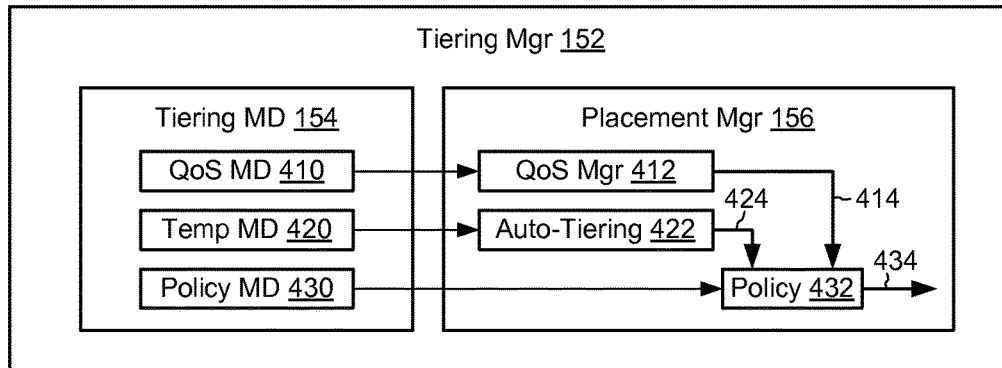 Tiering Mgr 152
Tiering MD 154
Placement Mgr 156
QoS MD 410
QoS Mgr 412
414
424
Temp MD 420
Auto-Tiering 422
434
Policy MD 430
Policy 432